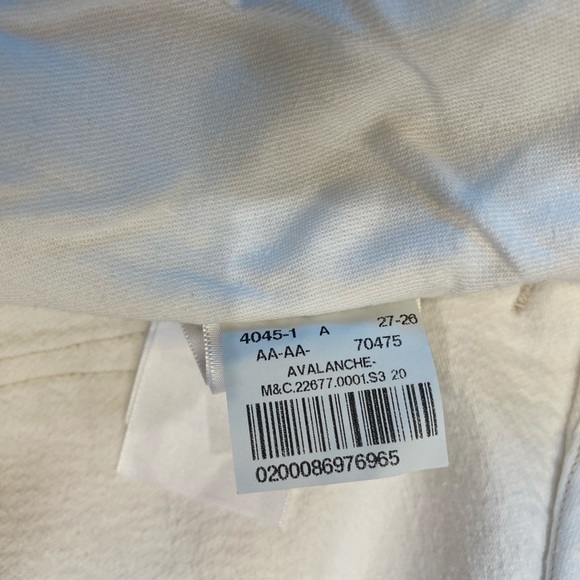 4045-1 A 27-26
AA-AA- 70475
AVALANCHE-
M&C.22677.0001.S3 20
0200086976965